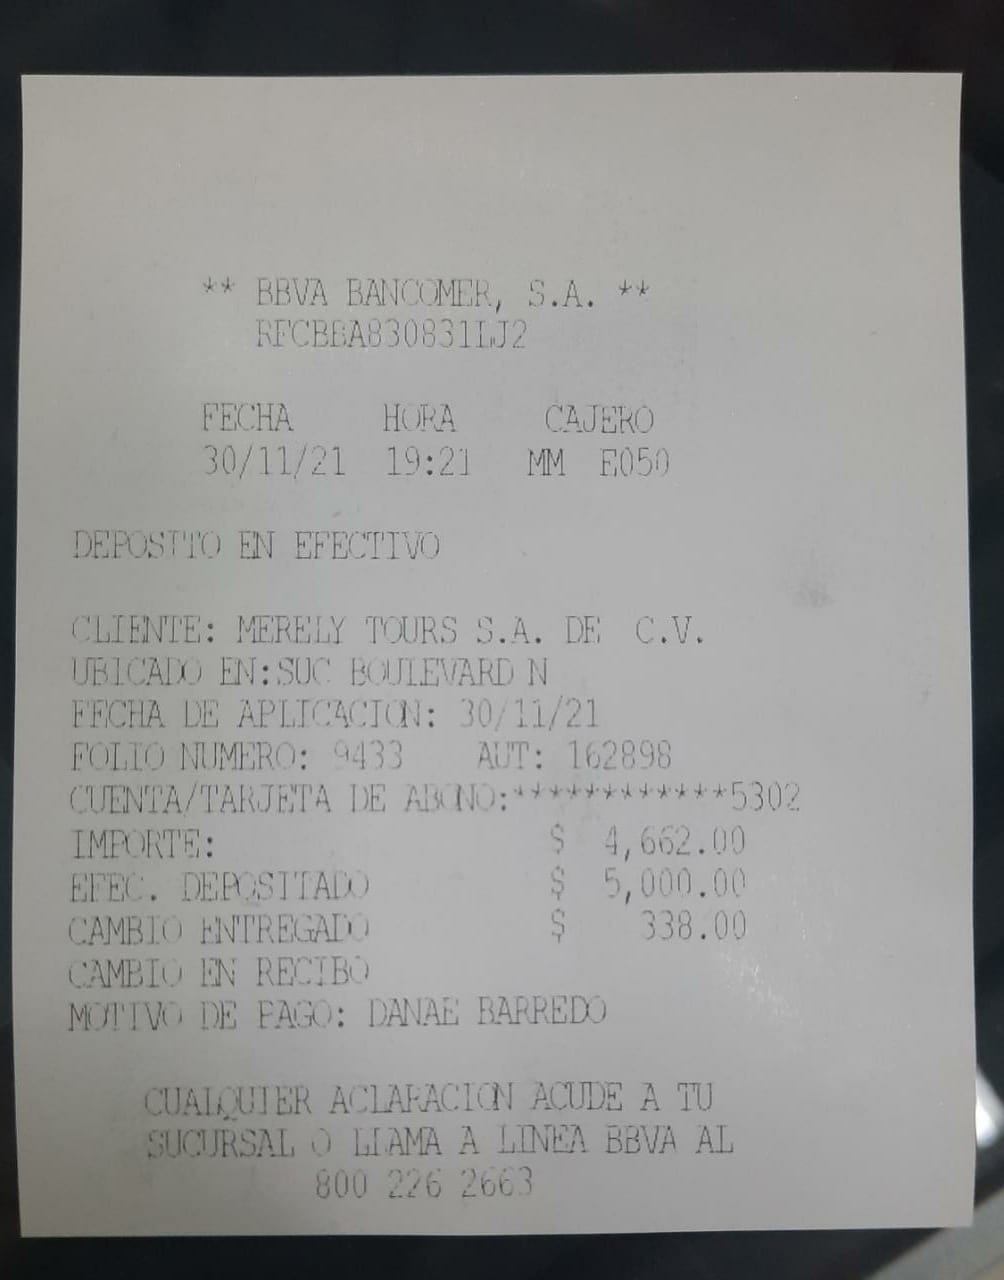 ** BBVA BANCOMER, S.A. **
RFCBBA830831LJ2
FECHA HORA CAJERO
30/11/21 19:21 MM E050
DEPOSITO EN EFECTIVO
CLIENTE: MERELY TOURS S.A. DE C.V.
UBICADO EN:SUC BOULEVARD N
FECHA DE APLICACION: 30/11/21
FOLIO NUMERO: 9433 AUT: 162898
CUENTA/TARJETA DE ABONO:************5302
IMPORTE: $ 4,662.00
EFEC. DEPOSITADO $ 5,000.00
CAMBIO ENTREGADO $ 338.00
CAMBIO EN RECIBO
MOTIVO DE PAGO: DANAE BARREDO
CUALQUIER ACLARACION ACUDE A TU
SUCURSAL O LLAMA A LINEA BBVA AL
800 226 2663